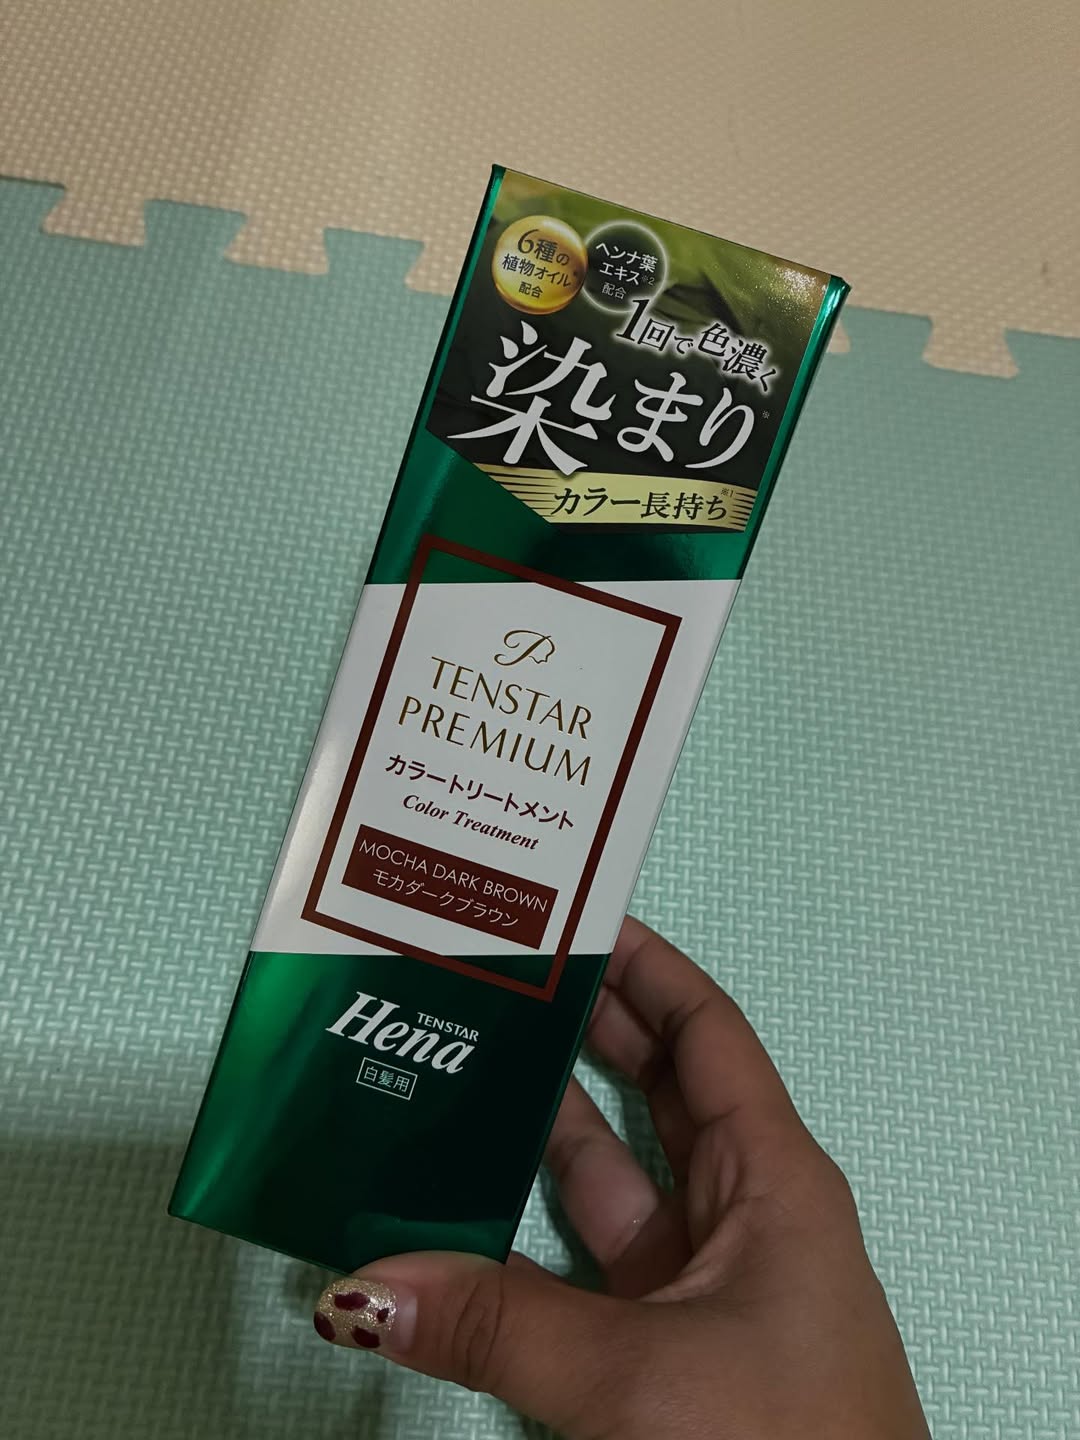 6種の
植物オイル
配合
ヘンナ葉
エキス※2
配合
1回で色濃く
染まり※
カラー長持ち※1
TENSTAR
PREMIUM
カラートリートメント
Color Treatment
MOCHA DARK BROWN
モカダークブラウン
TENSTAR
Hena
白髪用